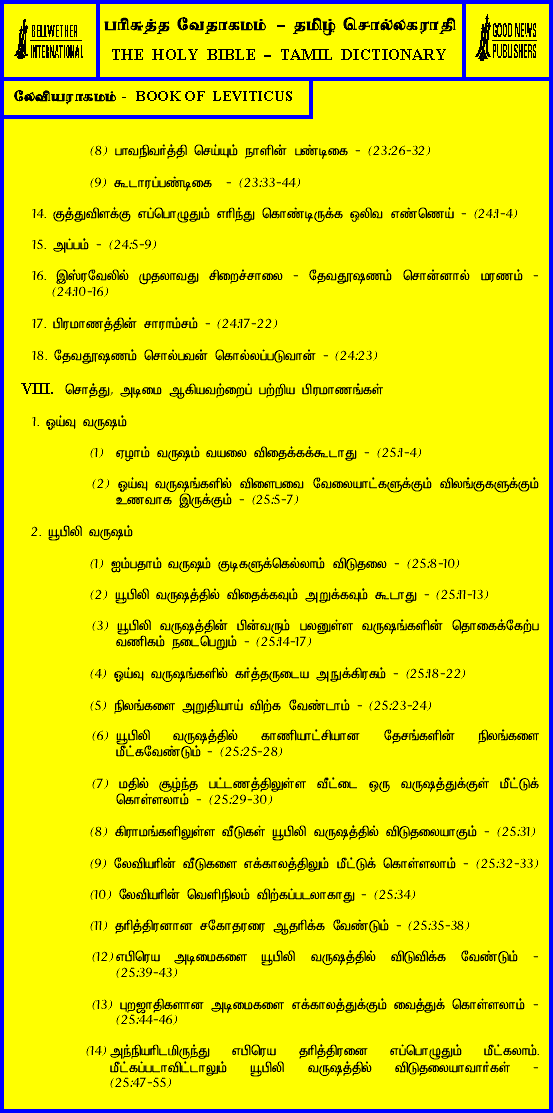 BELLWETHER
INTERNATIONAL
பரிசுத்த வேதாகமம் – தமிழ் சொல்லகராதி
THE HOLY BIBLE – TAMIL DICTIONARY
GOOD NEWS
PUBLISHERS
லேவியராகமம் - BOOK OF LEVITICUS
(8) பாவநிவர்த்தி செய்யும் நாளின் பண்டிகை - (23:26-32)
(9) கூடாரப்பண்டிகை - (23:33-44)
14. குத்துவிளக்கு எப்பொழுதும் எரிந்து கொண்டிருக்க ஒலிவ எண்ணெய் - (24:1-4)
15. அப்பம் - (24:5-9)
16. இஸ்ரவேலில் முதலாவது சிறைச்சாலை - தேவதூஷணம் சொன்னால் மரணம் -
(24:10-16)
17. பிரமாணத்தின் சாராம்சம் - (24:17-22)
18. தேவதூஷணம் சொல்பவன் கொல்லப்படுவான் - (24:23)
VIII. சொத்து, அடிமை ஆகியவற்றைப் பற்றிய பிரமாணங்கள்
1. ஓய்வு வருஷம்
(1) ஏழாம் வருஷம் வயலை விதைக்கக்கூடாது - (25:1-4)
(2) ஓய்வு வருஷங்களில் விளைபவை வேலையாட்களுக்கும் விலங்குகளுக்கும்
உணவாக இருக்கும் - (25:5-7)
2. யூபிலி வருஷம்
(1) ஐம்பதாம் வருஷம் குடிகளுக்கெல்லாம் விடுதலை - (25:8-10)
(2) யூபிலி வருஷத்தில் விதைக்கவும் அறுக்கவும் கூடாது - (25:11-13)
(3) யூபிலி வருஷத்தின் பின்வரும் பலனுள்ள வருஷங்களின் தொகைக்கேற்ப
வணிகம் நடைபெறும் - (25:14-17)
(4) ஓய்வு வருஷங்களில் கர்த்தருடைய அநுக்கிரகம் - (25:18-22)
(5) நிலங்களை அறுதியாய் விற்க வேண்டாம் - (25:23-24)
(6) யூபிலி வருஷத்தில் காணியாட்சியான தேசங்களின் நிலங்களை
மீட்கவேண்டும் - (25:25-28)
(7) மதில் சூழ்ந்த பட்டணத்திலுள்ள வீட்டை ஒரு வருஷத்துக்குள் மீட்டுக்
கொள்ளலாம் - (25:29-30)
(8) கிராமங்களிலுள்ள வீடுகள் யூபிலி வருஷத்தில் விடுதலையாகும் - (25:31)
(9) லேவியரின் வீடுகளை எக்காலத்திலும் மீட்டுக் கொள்ளலாம் - (25:32-33)
(10) லேவியரின் வெளிநிலம் விற்கப்படலாகாது - (25:34)
(11) தரித்திரனான சகோதரரை ஆதரிக்க வேண்டும் - (25:35-38)
(12) எபிரெய அடிமைகளை யூபிலி வருஷத்தில் விடுவிக்க வேண்டும் -
(25:39-43)
(13) புறஜாதிகளான அடிமைகளை எக்காலத்துக்கும் வைத்துக் கொள்ளலாம் -
(25:44-46)
(14) அந்நியரிடமிருந்து எபிரெய தரித்திரனை எப்பொழுதும் மீட்கலாம்.
மீட்கப்படாவிட்டாலும் யூபிலி வருஷத்தில் விடுதலையாவார்கள் -
(25:47-55)